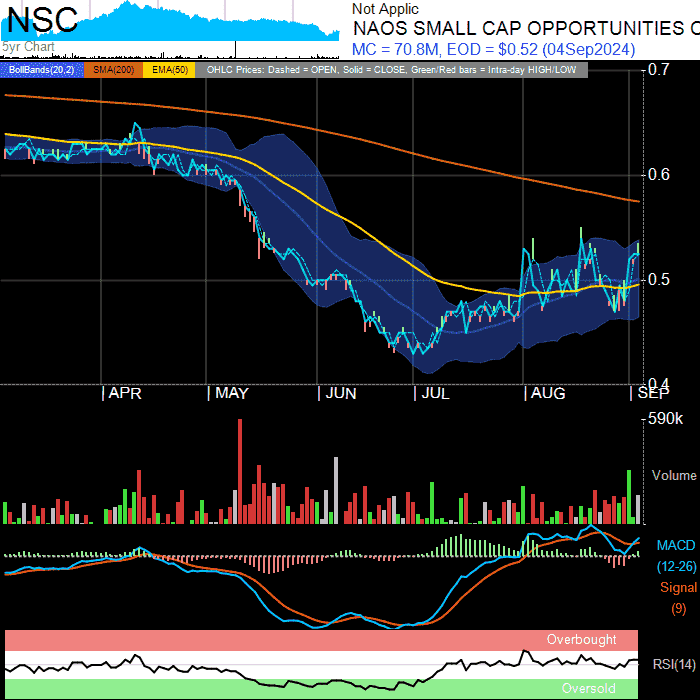 NSC
5yr Chart
Not Applic
NAOS SMALL CAP OPPORTUNITIES C
MC = 70.8M, EOD = $0.52 (04Sep2024)
BollBands(20,2) SMA(200) EMA(50) OHLC Prices: Dashed = OPEN, Solid = CLOSE, Green/Red bars = Intra-day HIGH/LOW
0.7
0.6
0.5
0.4
APR MAY JUN JUL AUG SEP
590k
Volume
MACD
(12-26)
Signal
(9)
Overbought
RSI(14)
Oversold